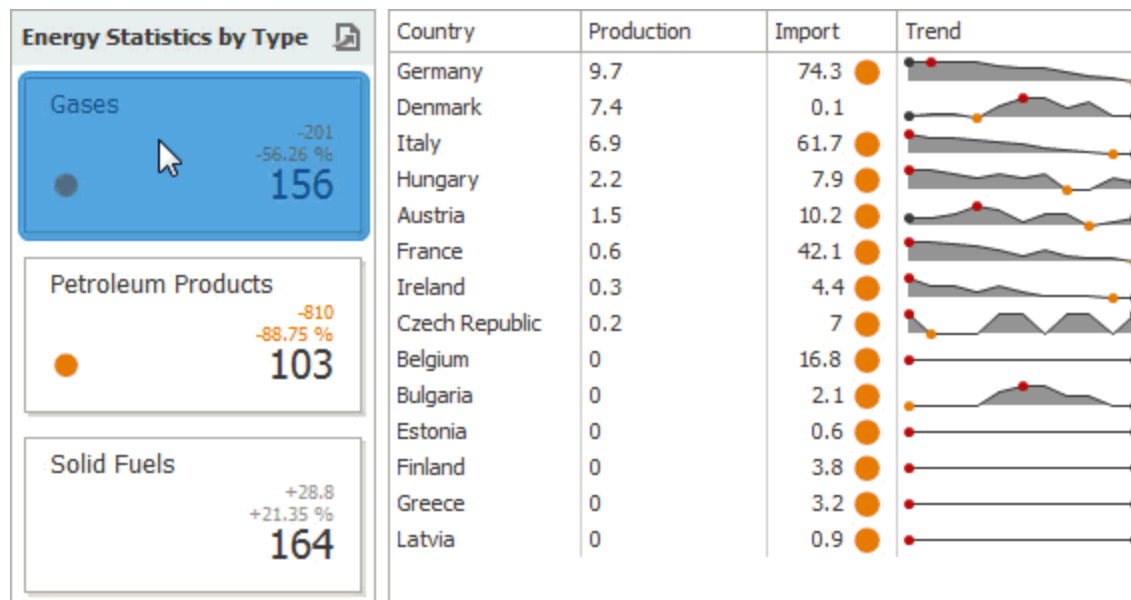 Energy Statistics by Type
Gases
-201
-56.26 %
156
Petroleum Products
-810
-88.75 %
103
Solid Fuels
+28.8
+21.35 %
164
Country Production Import Trend
Germany 9.7 74.3
Denmark 7.4 0.1
Italy 6.9 61.7
Hungary 2.2 7.9
Austria 1.5 10.2
France 0.6 42.1
Ireland 0.3 4.4
Czech Republic 0.2 7
Belgium 0 16.8
Bulgaria 0 2.1
Estonia 0 0.6
Finland 0 3.8
Greece 0 3.2
Latvia 0 0.9